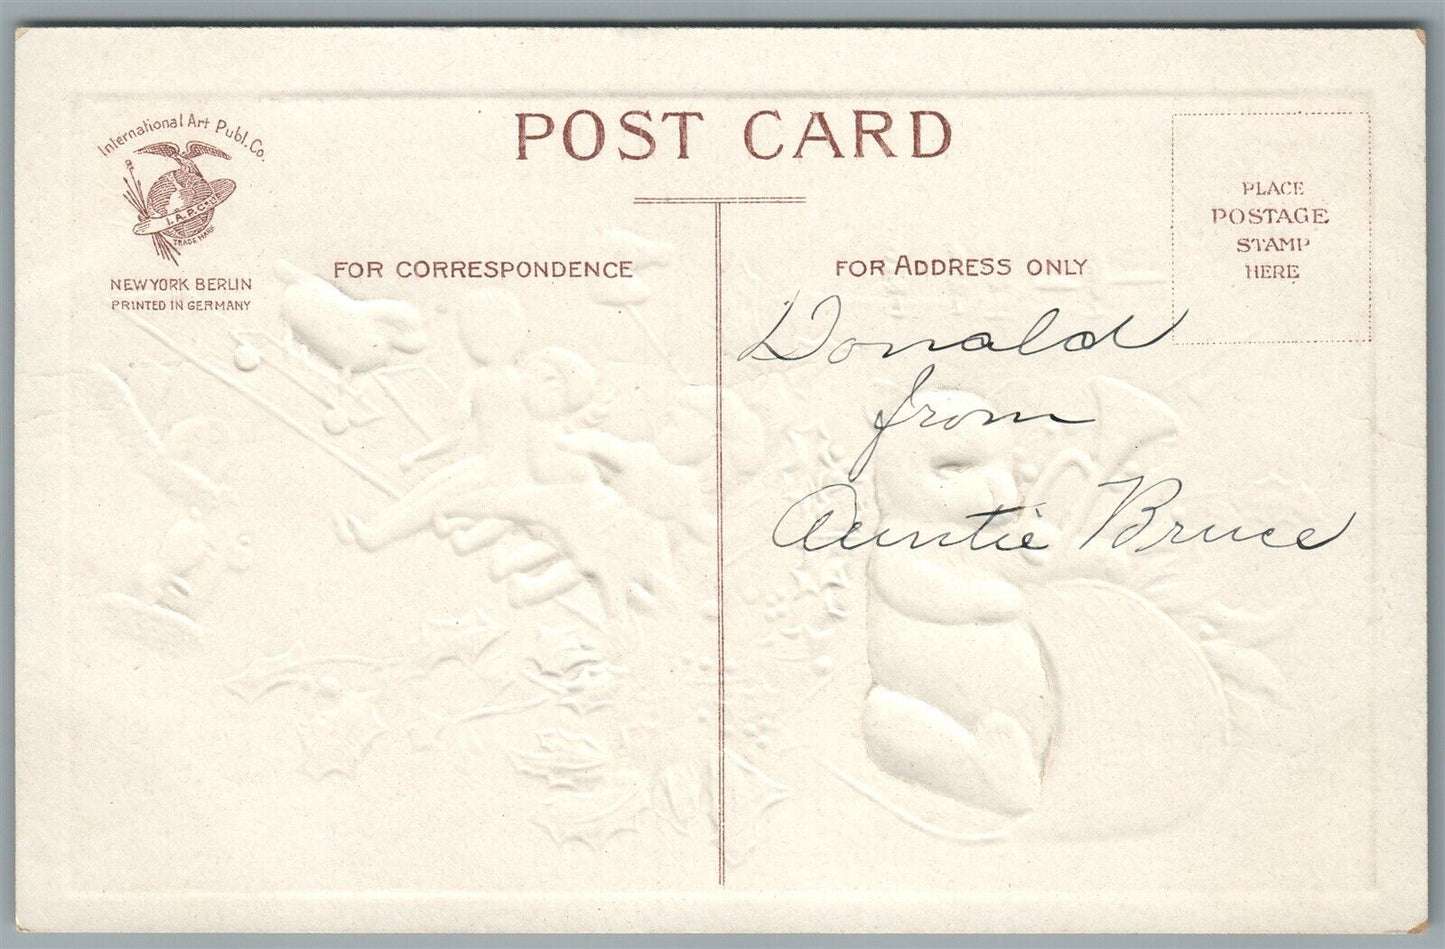 International Art Publ. Co.
I.A.P.Co.
TRADE MARK
NEW YORK BERLIN
PRINTED IN GERMANY
POST CARD
FOR CORRESPONDENCE
FOR ADDRESS ONLY
PLACE
POSTAGE
STAMP
HERE
Donald
from
Auntie Bruce